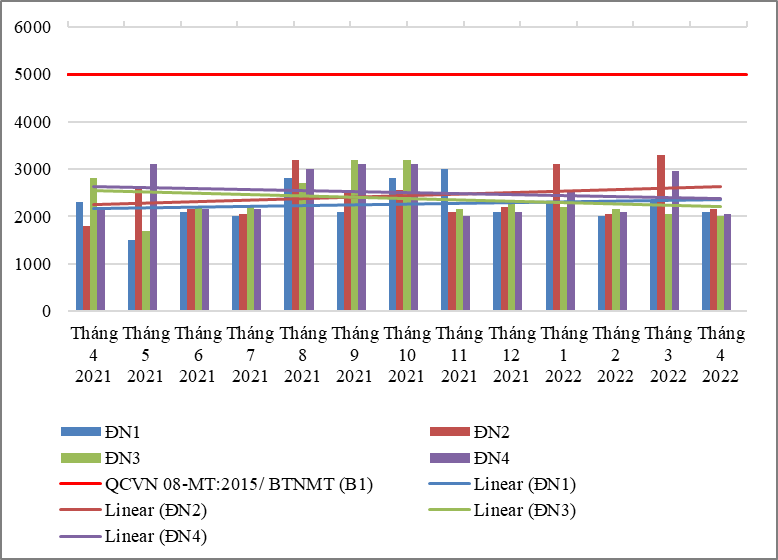 6000
5000
4000
3000
2000
1000
0
Tháng Tháng Tháng Tháng Tháng Tháng Tháng Tháng Tháng Tháng Tháng Tháng Tháng
4 5 6 7 8 9 10 11 12 1 2 3 4
2021 2021 2021 2021 2021 2021 2021 2021 2021 2022 2022 2022 2022
ĐN1 ĐN2
ĐN3 ĐN4
QCVN 08-MT:2015/ BTNMT (B1) Linear (ĐN1)
Linear (ĐN2) Linear (ĐN3)
Linear (ĐN4)